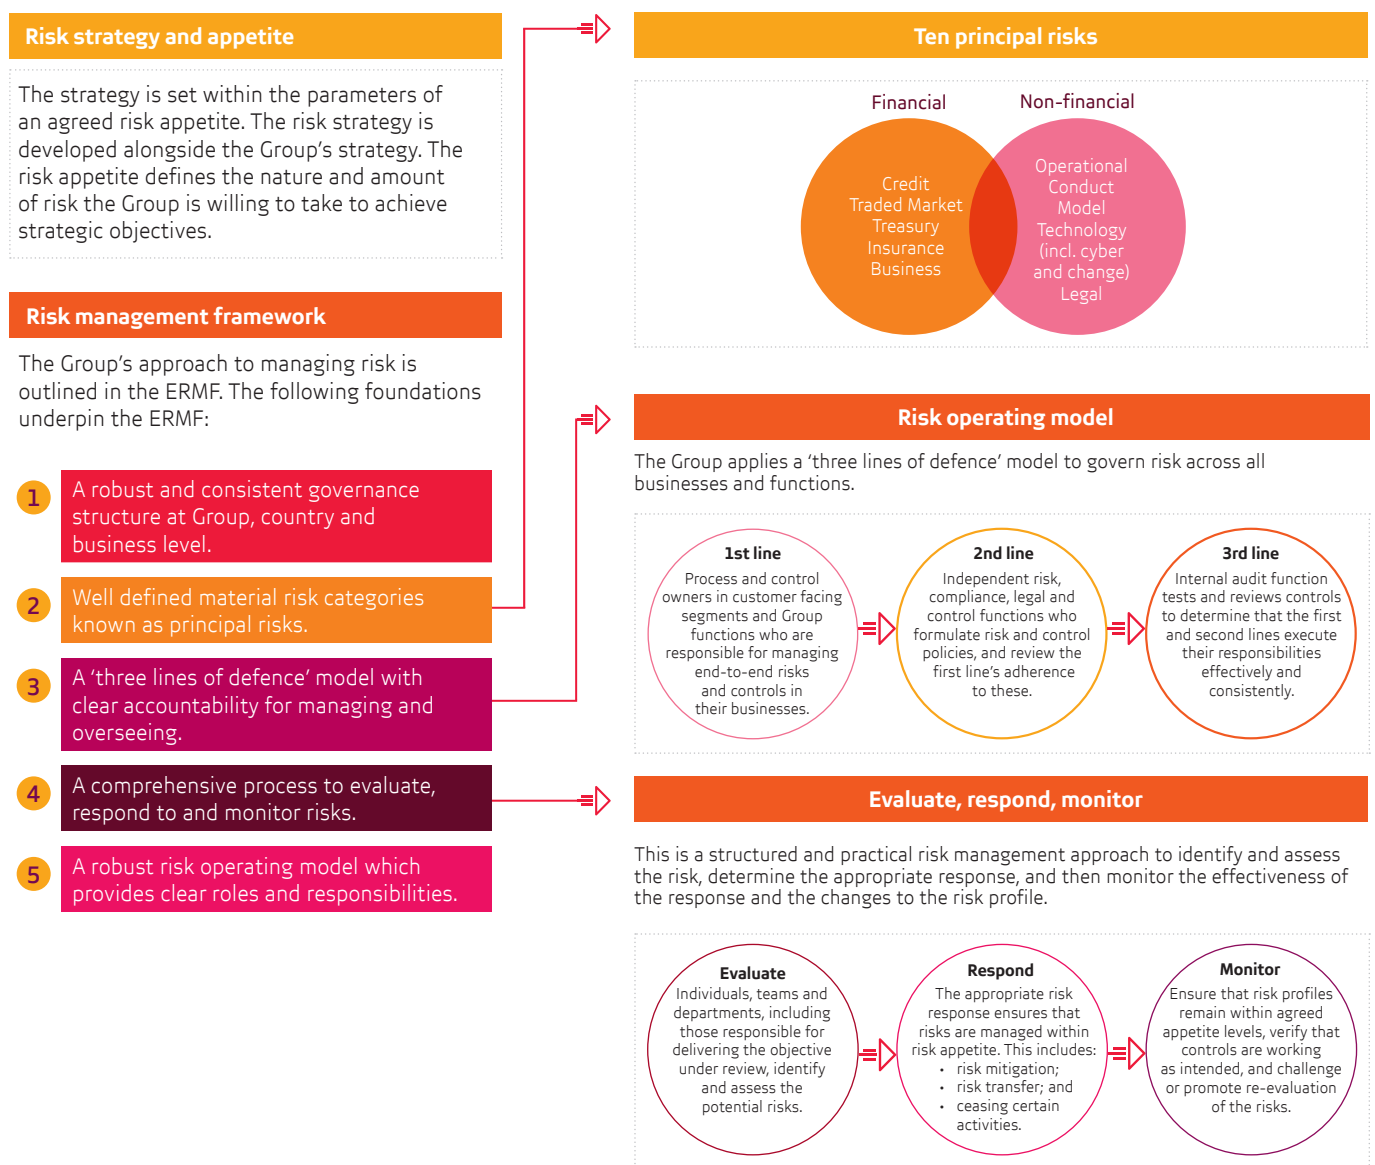 Risk strategy and appetite
The strategy is set within the parameters of
an agreed risk appetite. The risk strategy is
developed alongside the Group’s strategy. The
risk appetite defines the nature and amount
of risk the Group is willing to take to achieve
strategic objectives.
Risk management framework
The Group’s approach to managing risk is
outlined in the ERMF. The following foundations
underpin the ERMF:
1
A robust and consistent governance
structure at Group, country and
business level.
2
Well defined material risk categories
known as principal risks.
3
A ‘three lines of defence’ model with
clear accountability for managing and
overseeing.
4
A comprehensive process to evaluate,
respond to and monitor risks.
5
A robust risk operating model which
provides clear roles and responsibilities.
Ten principal risks
Financial
Credit
Traded Market
Treasury
Insurance
Business
Non-financial
Operational
Conduct
Model
Technology
(incl. cyber
and change)
Legal
Risk operating model
The Group applies a ‘three lines of defence’ model to govern risk across all
businesses and functions.
1st line
Process and control
owners in customer facing
segments and Group
functions who are
responsible for managing
end-to-end risks
and controls in
their businesses.
2nd line
Independent risk,
compliance, legal and
control functions who
formulate risk and control
policies, and review the
first line’s adherence
to these.
3rd line
Internal audit function
tests and reviews controls
to determine that the first
and second lines execute
their responsibilities
effectively and
consistently.
Evaluate, respond, monitor
This is a structured and practical risk management approach to identify and assess
the risk, determine the appropriate response, and then monitor the effectiveness of
the response and the changes to the risk profile.
Evaluate
Individuals, teams and
departments, including
those responsible for
delivering the objective
under review, identify
and assess the
potential risks.
Respond
The appropriate risk
response ensures that
risks are managed within
risk appetite. This includes:
• risk mitigation;
• risk transfer; and
• ceasing certain
activities.
Monitor
Ensure that risk profiles
remain within agreed
appetite levels, verify that
controls are working
as intended, and challenge
or promote re-evaluation
of the risks.